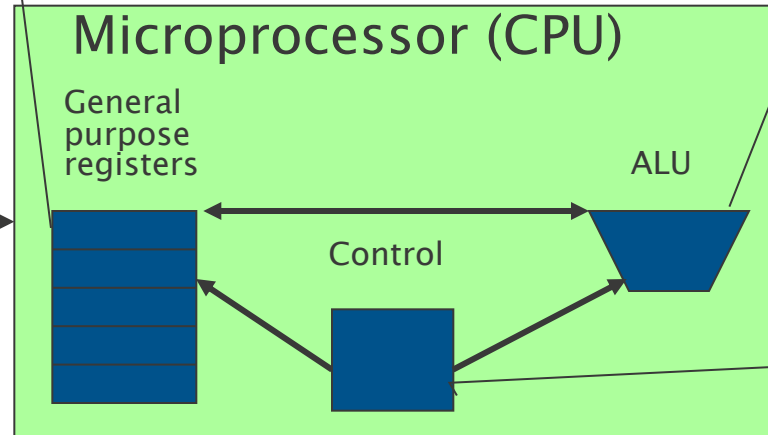 Microprocessor (CPU)
General
purpose
registers
ALU
Control